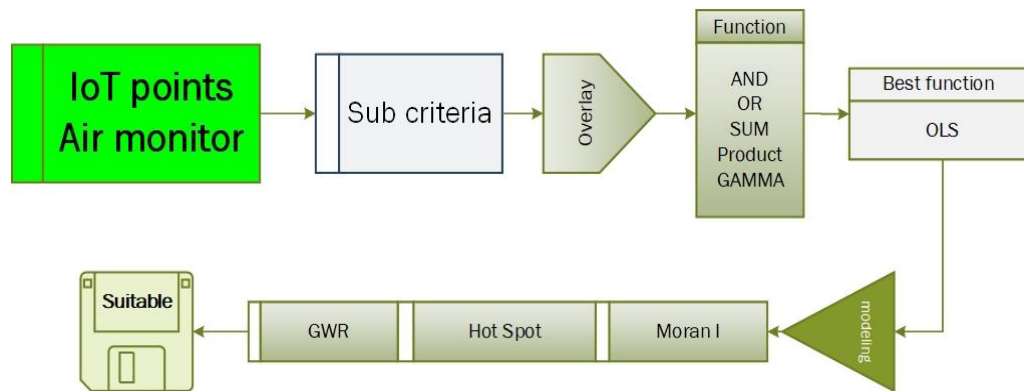 IoT points
Air monitor
Sub criteria
Overlay
Function
AND
OR
SUM
Product
GAMMA
Best function
OLS
modeling
Moran I
Hot Spot
GWR
Suitable